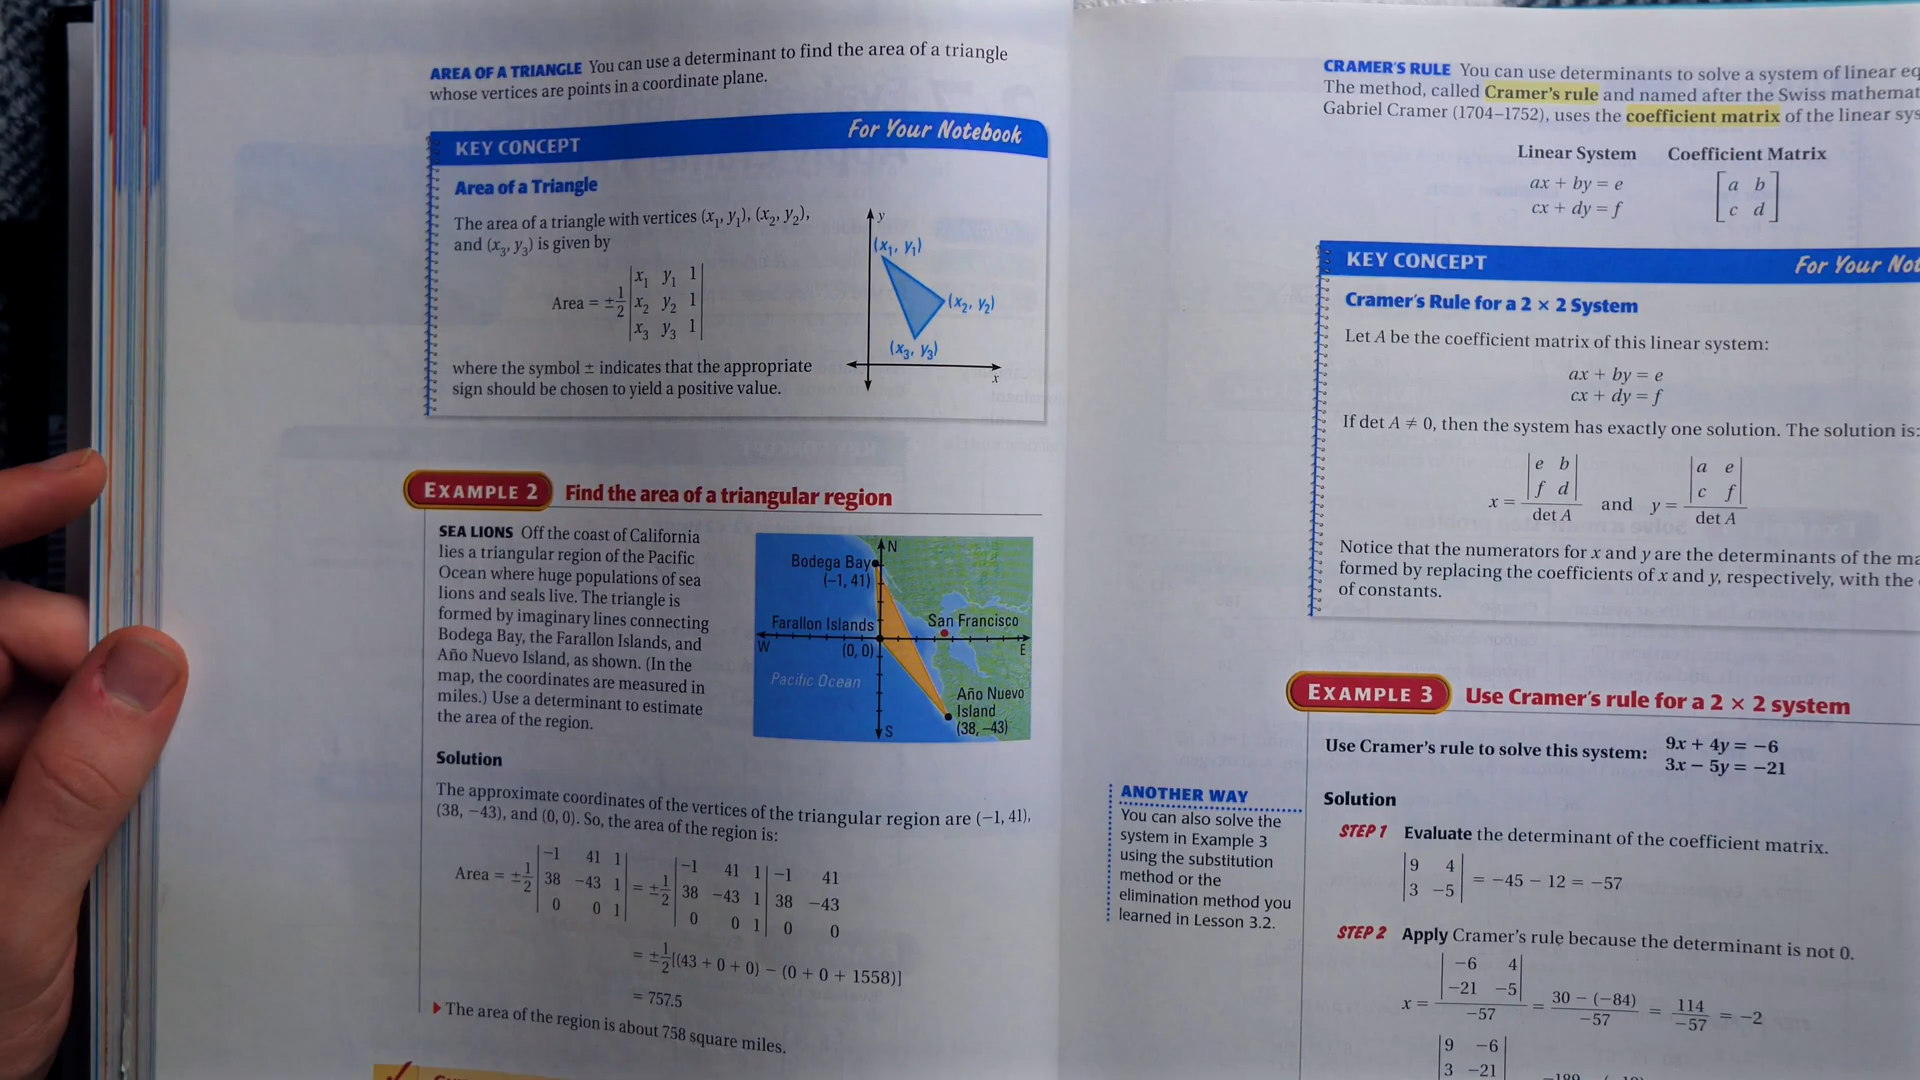 AREA OF A TRIANGLE You can use a determinant to find the area of a triangle
whose vertices are points in a coordinate plane.
KEY CONCEPT For Your Notebook
Area of a Triangle
The area of a triangle with vertices (x₁, y₁), (x₂, y₂),
and (x₃, y₃) is given by
Area = ±1/2 |x₁ y₁ 1|
|x₂ y₂ 1|
|x₃ y₃ 1|
where the symbol ± indicates that the appropriate
sign should be chosen to yield a positive value.
y
(x₁, y₁)
(x₂, y₂)
(x₃, y₃)
x
EXAMPLE 2 Find the area of a triangular region
SEA LIONS Off the coast of California
lies a triangular region of the Pacific
Ocean where huge populations of sea
lions and seals live. The triangle is
formed by imaginary lines connecting
Bodega Bay, the Farallon Islands, and
Año Nuevo Island, as shown. (In the
map, the coordinates are measured in
miles.) Use a determinant to estimate
the area of the region.
N
Bodega Bay
(−1, 41)
Farallon Islands
San Francisco
W
(0, 0)
E
Pacific Ocean
Año Nuevo
Island
(38, −43)
S
Solution
The approximate coordinates of the vertices of the triangular region are (−1, 41),
(38, −43), and (0, 0). So, the area of the region is:
Area = ±1/2 |−1 41 1| = ±1/2 |−1 41 1| −1 41
|38 −43 1| |38 −43 1| 38 −43
|0 0 1| |0 0 1| 0 0
= ±1/2[(43 + 0 + 0) − (0 + 0 + 1558)]
= 757.5
▶ The area of the region is about 758 square miles.
CRAMER'S RULE You can use determinants to solve a system of linear eq
The method, called Cramer's rule and named after the Swiss mathemat
Gabriel Cramer (1704–1752), uses the coefficient matrix of the linear sys
Linear System Coefficient Matrix
ax + by = e [a b]
cx + dy = f [c d]
KEY CONCEPT For Your Not
Cramer's Rule for a 2 × 2 System
Let A be the coefficient matrix of this linear system:
ax + by = e
cx + dy = f
If det A ≠ 0, then the system has exactly one solution. The solution is:
|e b| |a e|
|f d| |c f|
x = and y =
det A det A
Notice that the numerators for x and y are the determinants of the ma
formed by replacing the coefficients of x and y, respectively, with the
of constants.
EXAMPLE 3 Use Cramer's rule for a 2 × 2 system
Use Cramer's rule to solve this system: 9x + 4y = −6
3x − 5y = −21
ANOTHER WAY
You can also solve the
system in Example 3
using the substitution
method or the
elimination method you
learned in Lesson 3.2.
Solution
STEP 1 Evaluate the determinant of the coefficient matrix.
|9 4|
|3 −5| = −45 − 12 = −57
STEP 2 Apply Cramer's rule because the determinant is not 0.
|−6 4|
|−21 −5|
x = = 30 − (−84) / −57 = 114 / −57 = −2
−57
|9 −6|
|3 −21|